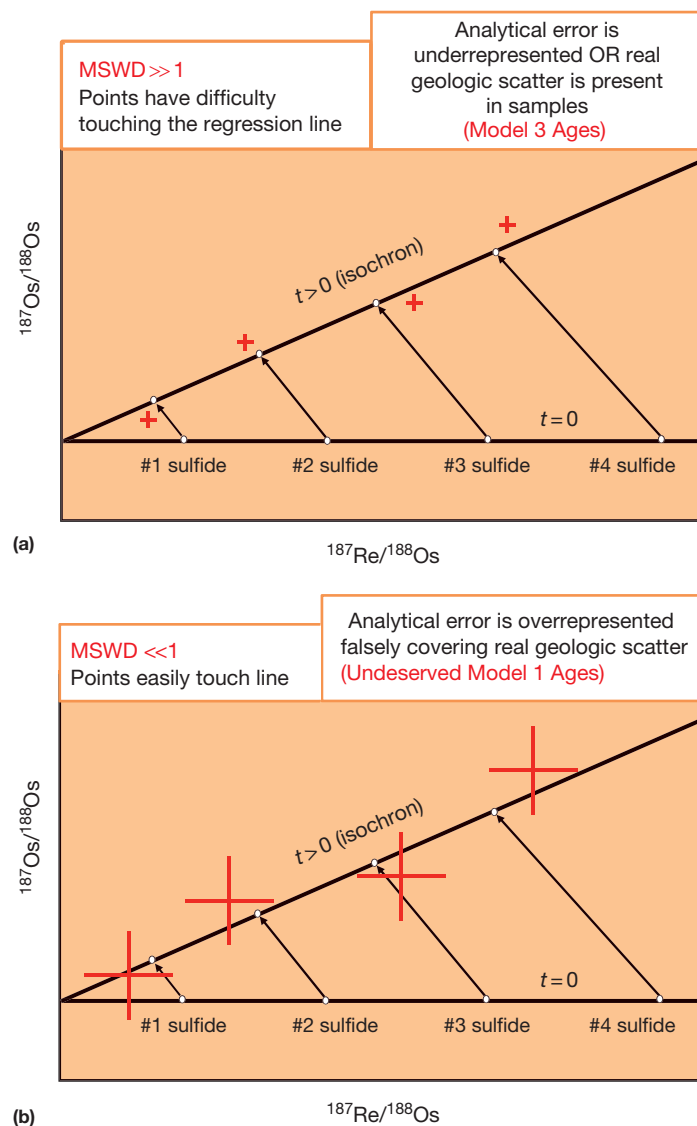 MSWD >> 1
Points have difficulty
touching the regression line
Analytical error is
underrepresented OR real
geologic scatter is present
in samples
(Model 3 Ages)
¹⁸⁷Os/¹⁸⁸Os
t > 0 (isochron)
t = 0
#1 sulfide
#2 sulfide
#3 sulfide
#4 sulfide
(a)
¹⁸⁷Re/¹⁸⁸Os
MSWD <<1
Points easily touch line
Analytical error is overrepresented
falsely covering real geologic scatter
(Undeserved Model 1 Ages)
¹⁸⁷Os/¹⁸⁸Os
t > 0 (isochron)
t = 0
#1 sulfide
#2 sulfide
#3 sulfide
#4 sulfide
(b)
¹⁸⁷Re/¹⁸⁸Os